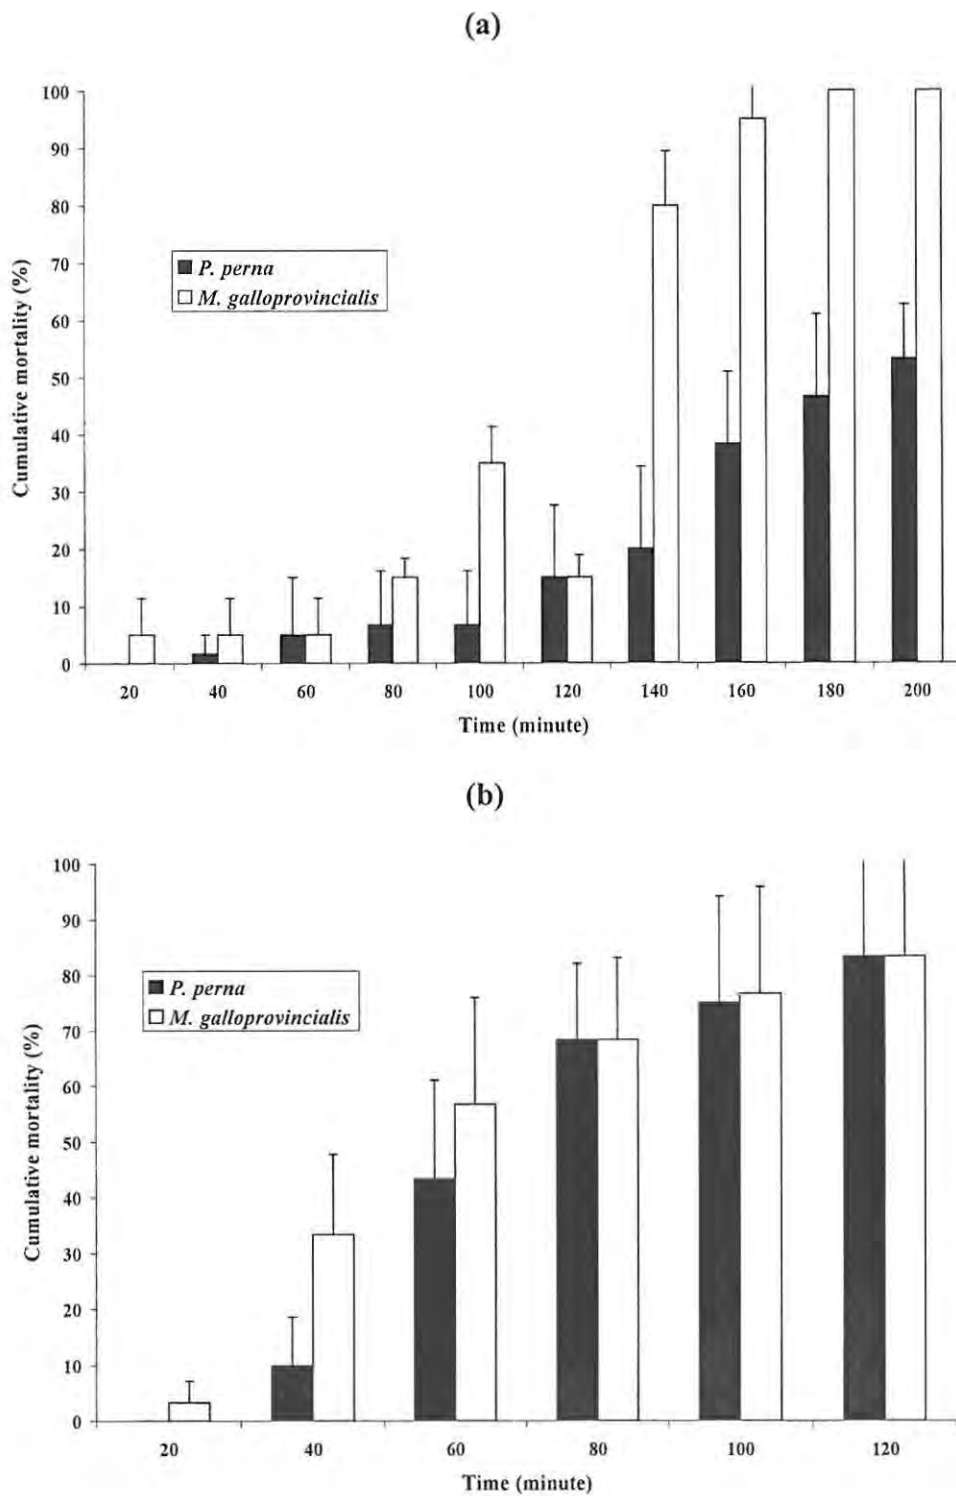 (a)
100
90
80
70
60
50
40
30
20
10
0
Cumulative mortality (%)
P. perna
M. galloprovincialis
20 40 60 80 100 120 140 160 180 200
Time (minute)
(b)
100
90
80
70
60
50
40
30
20
10
0
Cumulative mortality (%)
P. perna
M. galloprovincialis
20 40 60 80 100 120
Time (minute)